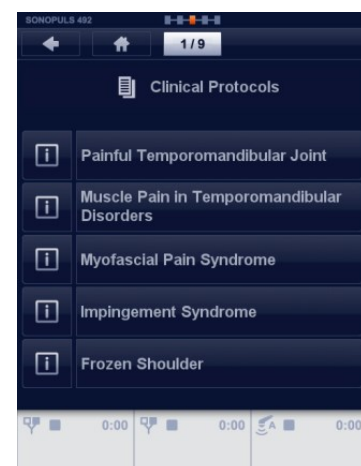 SONOPULS 492
1/9
Clinical Protocols
Painful Temporomandibular Joint
Muscle Pain in Temporomandibular
Disorders
Myofascial Pain Syndrome
Impingement Syndrome
Frozen Shoulder
0:00 0:00 A 0:00